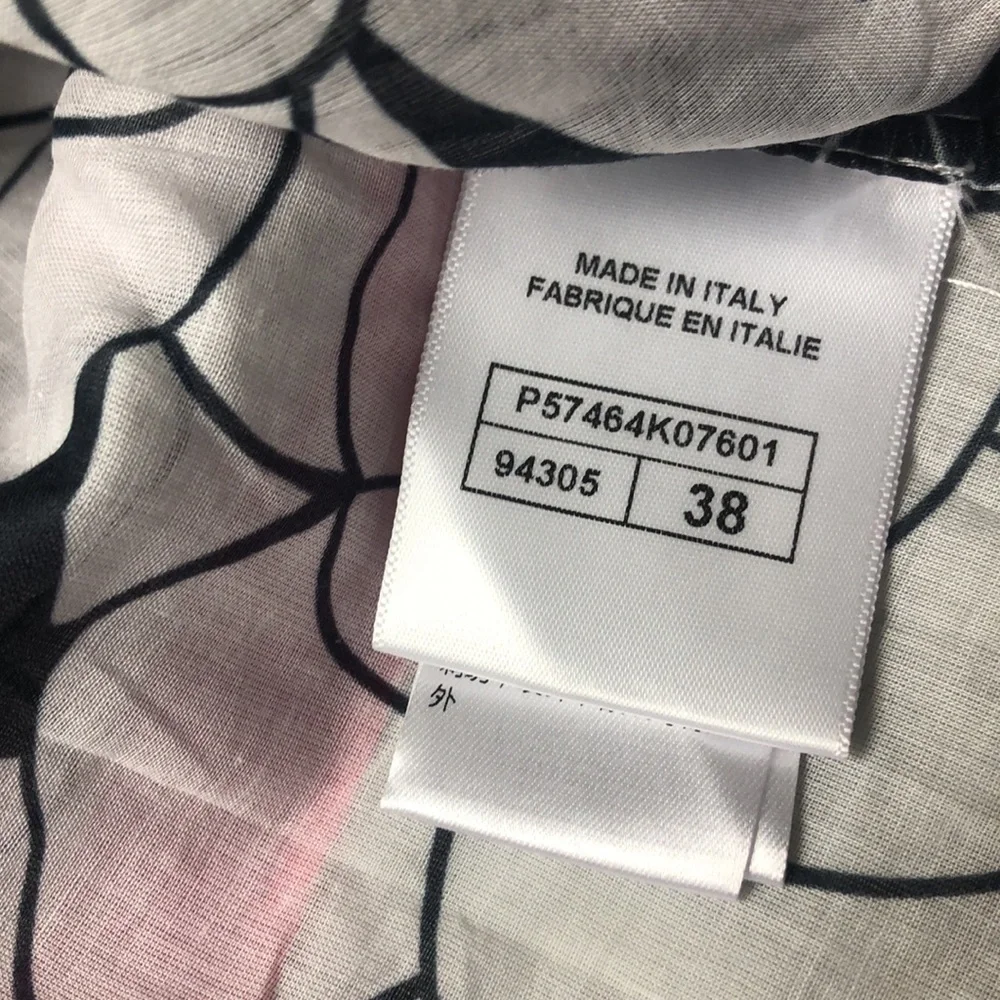 MADE IN ITALY
FABRIQUE EN ITALIE
P57464K07601
94305 38
外